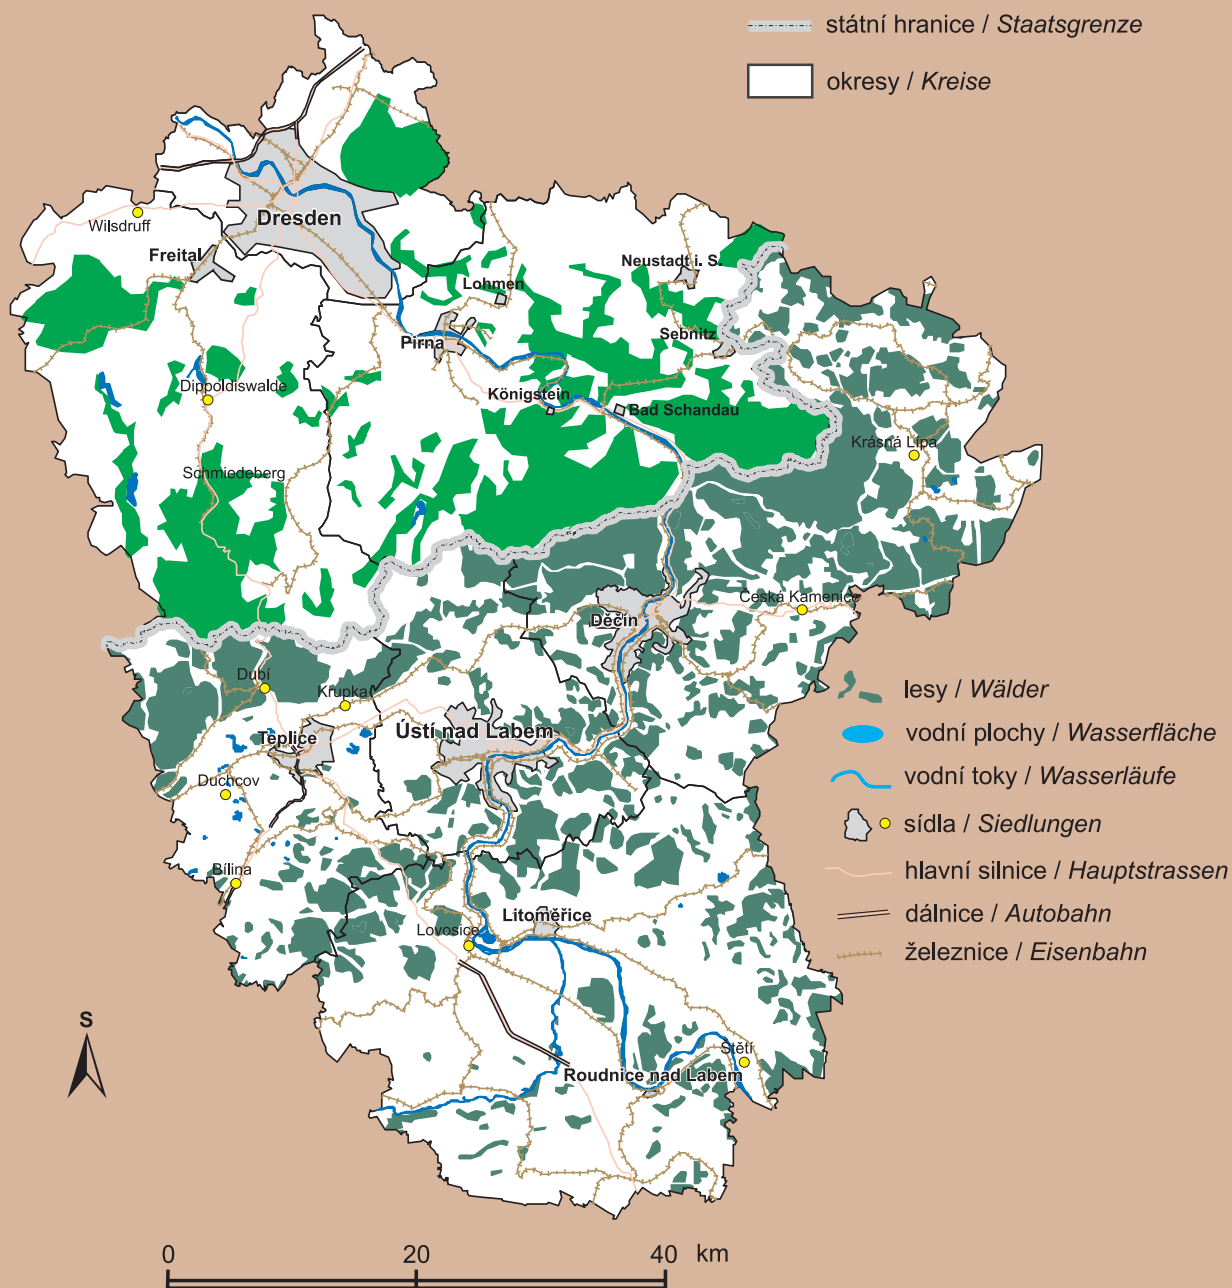 státní hranice / Staatsgrenze
okresy / Kreise
Wilsdruff
Dresden
Freital
Neustadt i. S.
Lohmen
Sebnitz
Pirna
Dippoldiswalde
Königstein
Bad Schandau
Krásná Lípa
Schmiedeberg
Česká Kamenice
Děčín
Dubí
Krupka
lesy / Wälder
Teplice
Ústí nad Labem
vodní plochy / Wasserfläche
Duchcov
vodní toky / Wasserläufe
sídla / Siedlungen
Bílina
hlavní silnice / Hauptstrassen
Litoměřice
dálnice / Autobahn
Lovosice
železnice / Eisenbahn
S
Štětí
Roudnice nad Labem
0 20 40 km